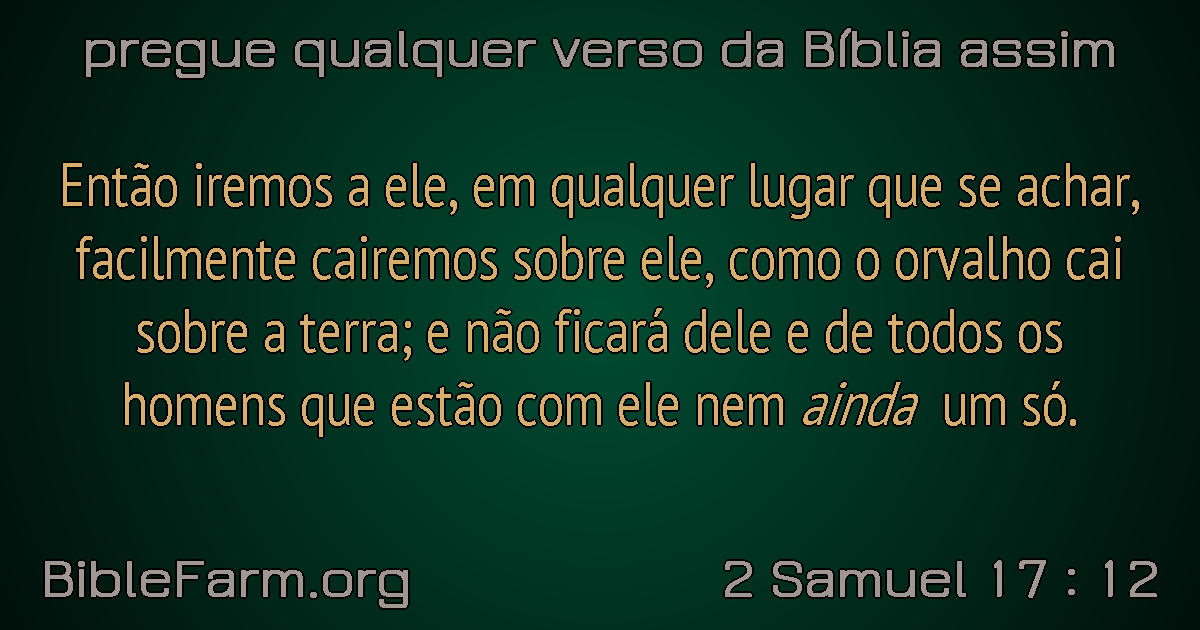 pregue qualquer verso da Bíblia assim
Então iremos a ele, em qualquer lugar que se achar,
facilmente cairemos sobre ele, como o orvalho cai
sobre a terra; e não ficará dele e de todos os
homens que estão com ele nem ainda um só.
BibleFarm.org
2 Samuel 17 : 12